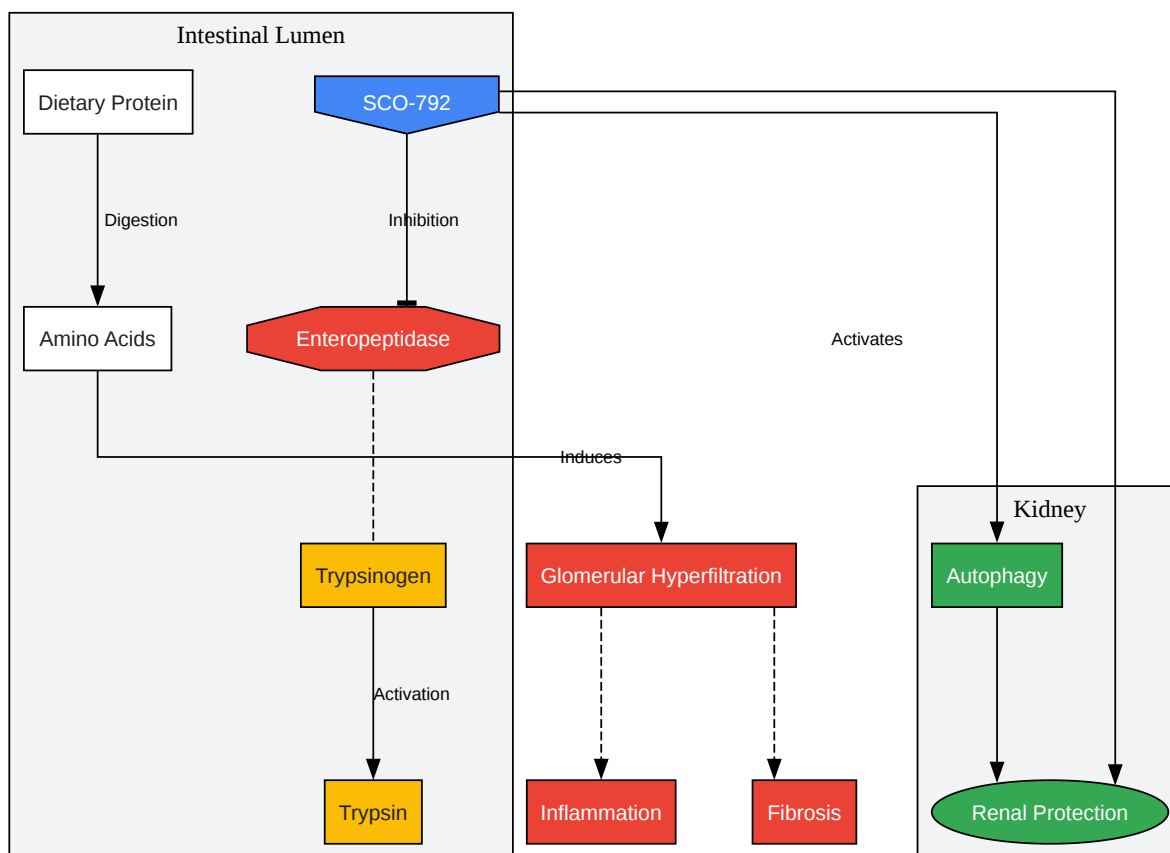 Intestinal Lumen
Dietary Protein
SCO-792
Digestion
Inhibition
Amino Acids
Enteropeptidase
Activates
Induces
Kidney
Trypsinogen
Glomerular Hyperfiltration
Autophagy
Activation
Trypsin
Inflammation
Fibrosis
Renal Protection